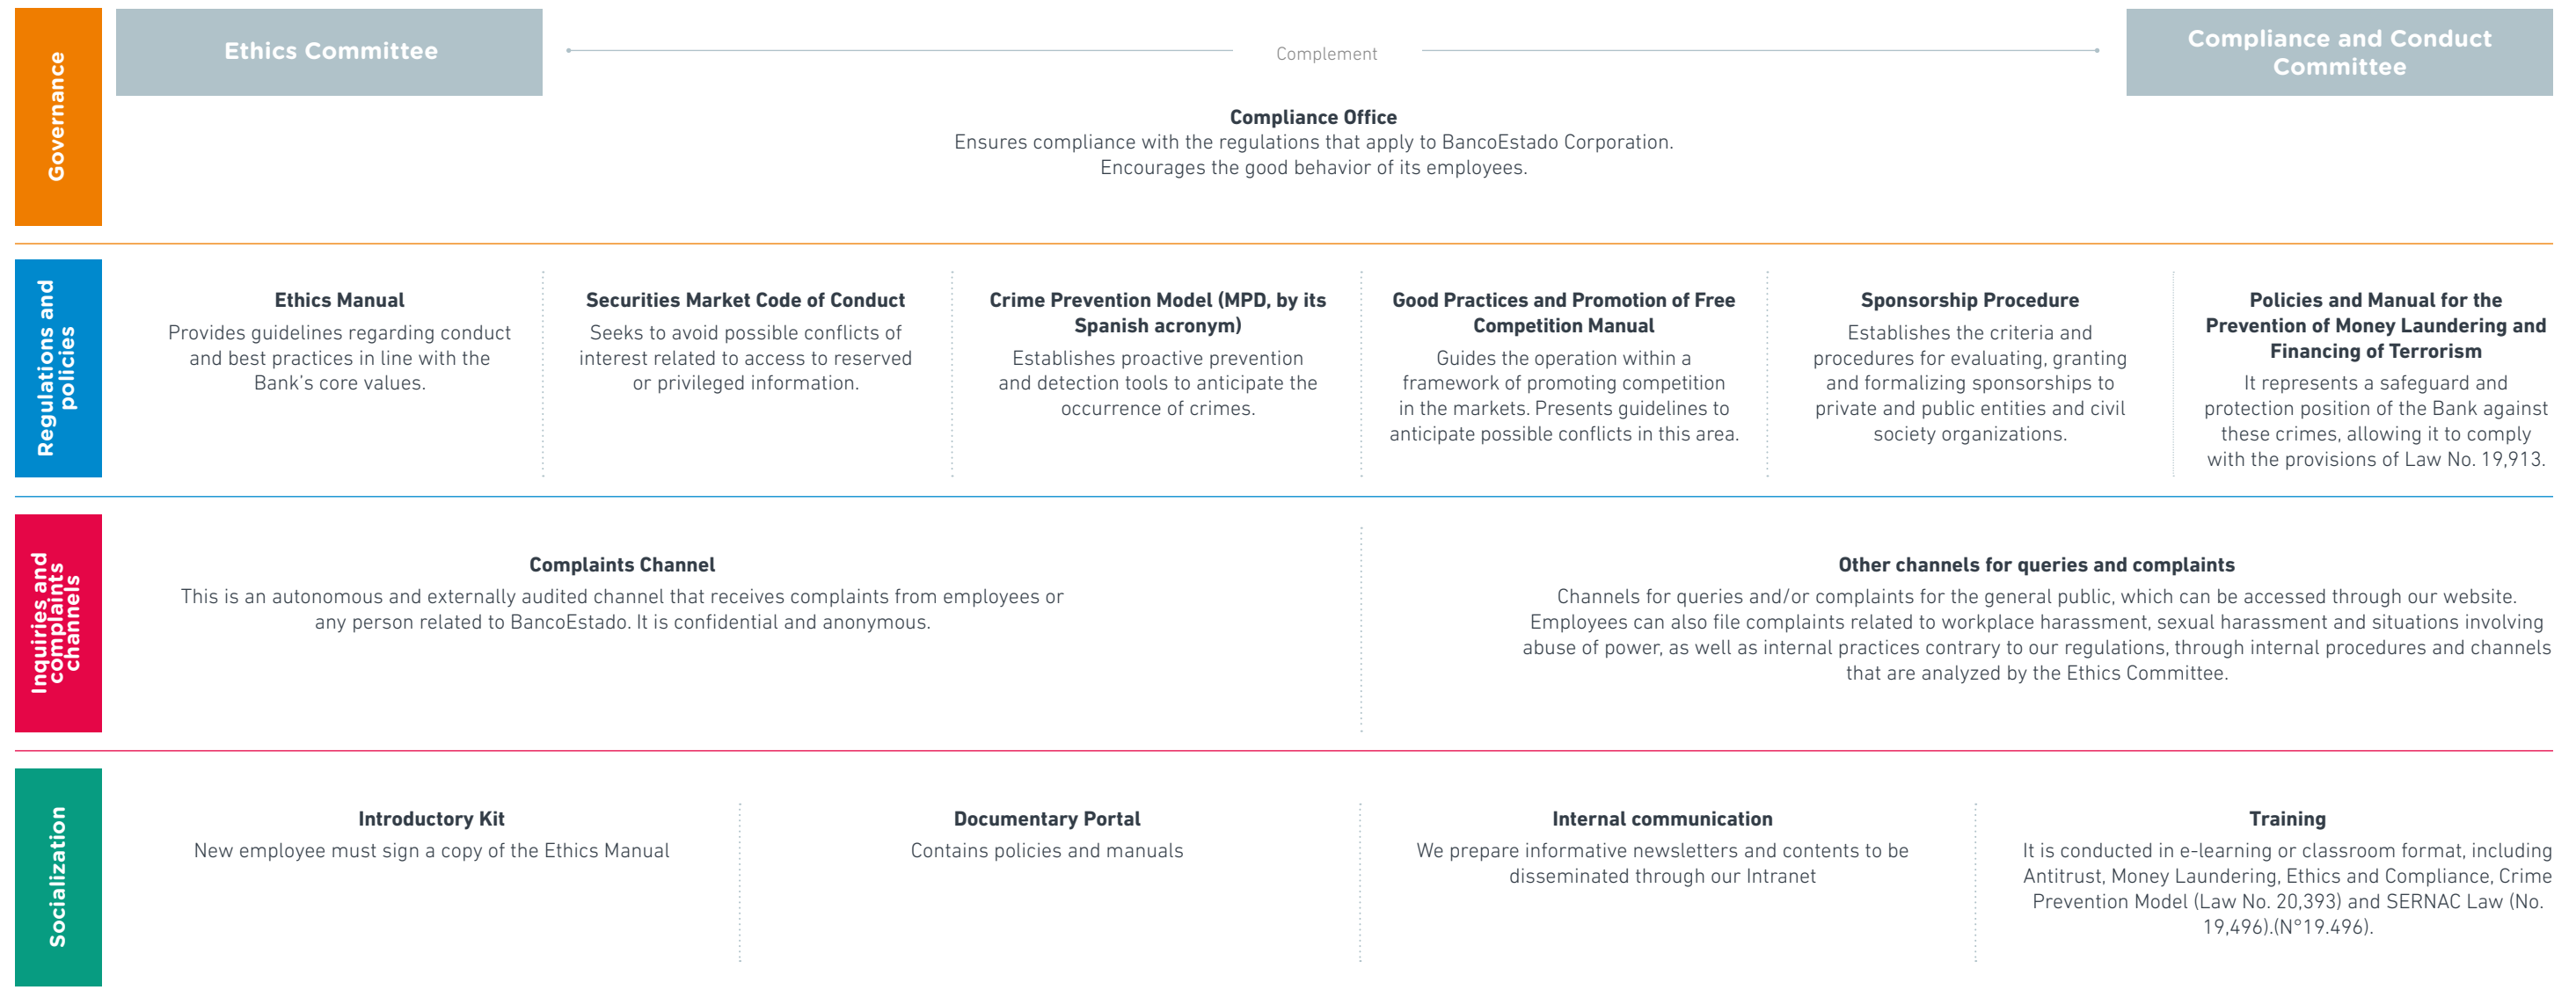 Governance
Ethics Committee
Complement
Compliance and Conduct
Committee
Compliance Office
Ensures compliance with the regulations that apply to BancoEstado Corporation.
Encourages the good behavior of its employees.
Regulations and
policies
Ethics Manual
Provides guidelines regarding conduct
and best practices in line with the
Bank's core values.
Securities Market Code of Conduct
Seeks to avoid possible conflicts of
interest related to access to reserved
or privileged information.
Crime Prevention Model (MPD, by its
Spanish acronym)
Establishes proactive prevention
and detection tools to anticipate the
occurrence of crimes.
Good Practices and Promotion of Free
Competition Manual
Guides the operation within a
framework of promoting competition
in the markets. Presents guidelines to
anticipate possible conflicts in this area.
Sponsorship Procedure
Establishes the criteria and
procedures for evaluating, granting
and formalizing sponsorships to
private and public entities and civil
society organizations.
Policies and Manual for the
Prevention of Money Laundering and
Financing of Terrorism
It represents a safeguard and
protection position of the Bank against
these crimes, allowing it to comply
with the provisions of Law No. 19,913.
Inquiries and
complaints
channels
Complaints Channel
This is an autonomous and externally audited channel that receives complaints from employees or
any person related to BancoEstado. It is confidential and anonymous.
Other channels for queries and complaints
Channels for queries and/or complaints for the general public, which can be accessed through our website.
Employees can also file complaints related to workplace harassment, sexual harassment and situations involving
abuse of power, as well as internal practices contrary to our regulations, through internal procedures and channels
that are analyzed by the Ethics Committee.
Socialization
Introductory Kit
New employee must sign a copy of the Ethics Manual
Documentary Portal
Contains policies and manuals
Internal communication
We prepare informative newsletters and contents to be
disseminated through our Intranet
Training
It is conducted in e-learning or classroom format, including
Antitrust, Money Laundering, Ethics and Compliance, Crime
Prevention Model (Law No. 20,393) and SERNAC Law (No.
19,496).(N°19.496).